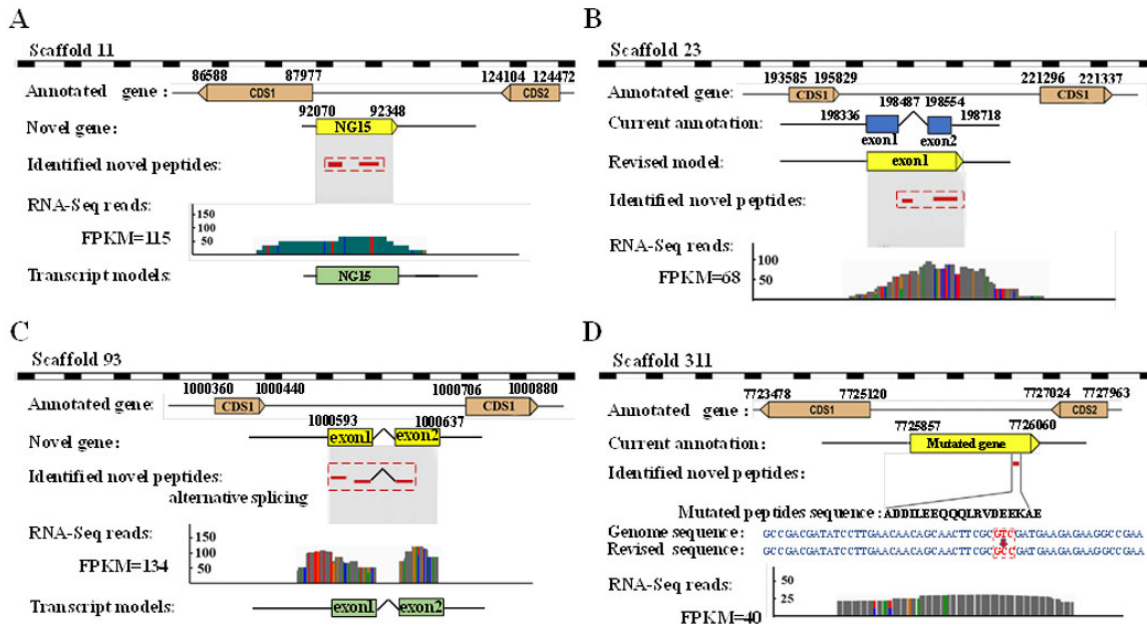 A
Scaffold 11
86588 87977 124104 124472
Annotated gene: CDS1 CDS2
92070 92348
Novel gene: NG15
Identified novel peptides:
RNA-Seq reads:
150
100
50
FPKM=115
Transcript models: NG15
B
Scaffold 23
193585 195829 221296 221337
Annotated gene: CDS1 CDS1
198487 198554
Current annotation: 198336 198718
exon1 exon2
Revised model: exon1
Identified novel peptides:
RNA-Seq reads:
100
50
FPKM=68
C
Scaffold 93
1000360 1000440 1000706 1000880
Annotated gene: CDS1 CDS1
1000593 1000637
Novel gene: exon1 exon2
Identified novel peptides:
alternative splicing
RNA-Seq reads:
150
100
50
FPKM=134
Transcript models: exon1 exon2
D
Scaffold 311
7723478 7725120 7727024 7727963
Annotated gene: CDS1 CDS2
7725857 7726060
Current annotation: Mutated gene
Identified novel peptides:
Mutated peptides sequence: ADDILEEQQQLRVDEEKAE
Genome sequence: GCCGACGATATCCTTGAACAACAGCAACTTCGCGTCGATGAAGAGAAGGCCGAA
Revised sequence: GCCGACGATATCCTTGAACAACAGCAACTTCGCGCCGATGAAGAGAAGGCCGAA
RNA-Seq reads:
50
25
FPKM=40